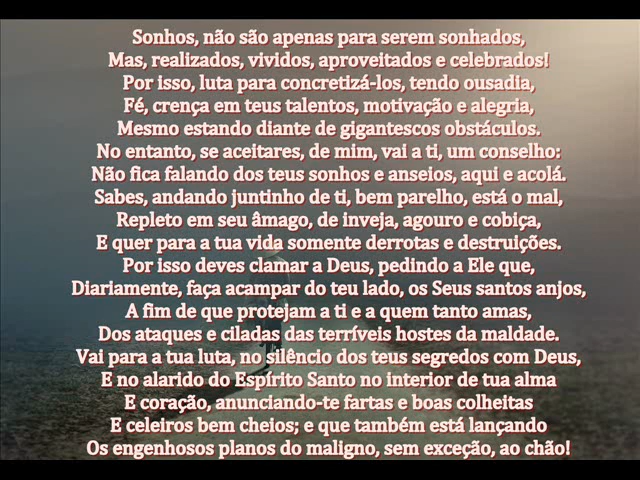 Sonhos, não são apenas para serem sonhados,
Mas, realizados, vividos, aproveitados e celebrados!
Por isso, luta para concretizá-los, tendo ousadia,
Fé, crença em teus talentos, motivação e alegria,
Mesmo estando diante de gigantescos obstáculos.
No entanto, se aceitares, de mim, vai a ti, um conselho:
Não fica falando dos teus sonhos e anseios, aqui e acolá.
Sabes, andando juntinho de ti, bem parelho, está o mal,
Repleto em seu âmago, de inveja, agouro e cobiça,
E quer para a tua vida somente derrotas e destruições.
Por isso deves clamar a Deus, pedindo a Ele que,
Diariamente, faça acampar do teu lado, os Seus santos anjos,
A fim de que protejam a ti e a quem tanto amas,
Dos ataques e ciladas das terríveis hostes da maldade.
Vai para a tua luta, no silêncio dos teus segredos com Deus,
E no alarido do Espírito Santo no interior de tua alma
E coração, anunciando-te fartas e boas colheitas
E celeiros bem cheios; e que também está lançando
Os engenhosos planos do maligno, sem exceção, ao chão!